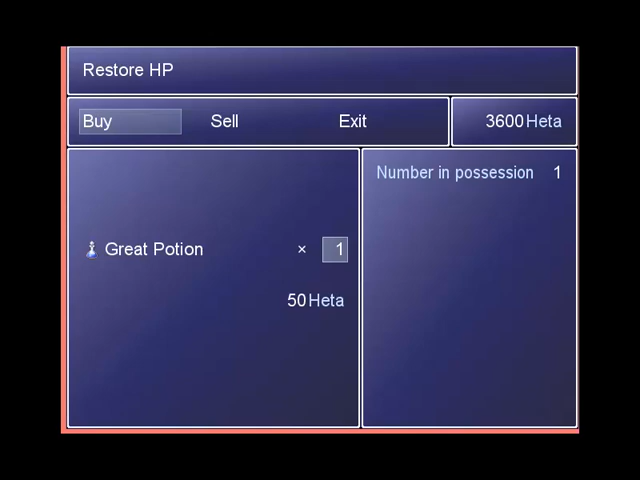 Restore HP
Buy Sell Exit 3600 Heta
Number in possession 1
Great Potion × 1
50 Heta